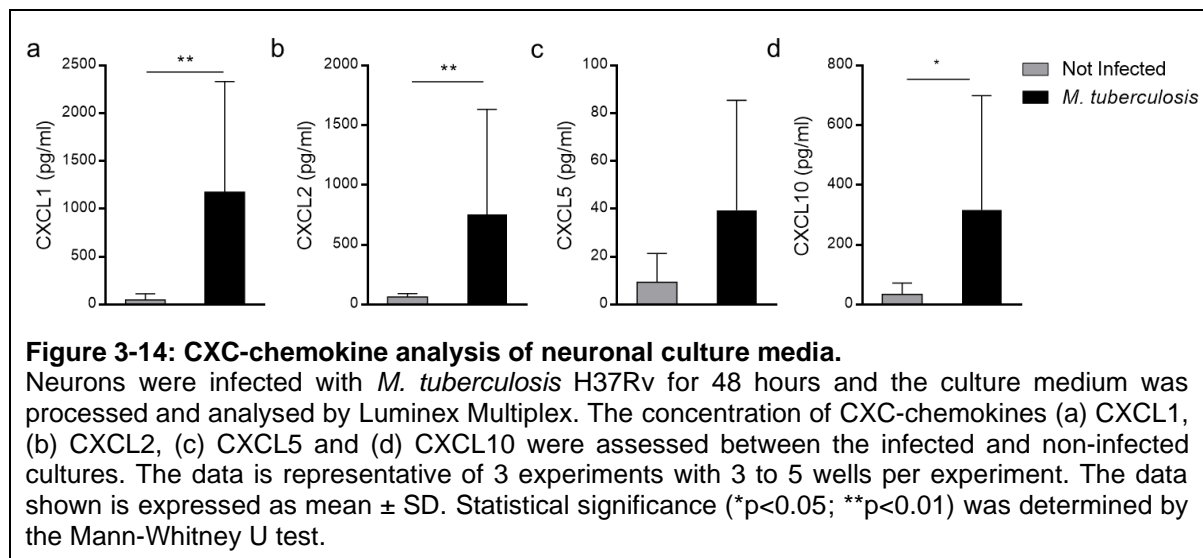 a
b
c
d
**
**
*
Not Infected
M. tuberculosis
2500
2000
1500
1000
500
0
CXCL1 (pg/ml)
2000
1500
1000
500
0
CXCL2 (pg/ml)
100
80
60
40
20
0
CXCL5 (pg/ml)
800
600
400
200
0
CXCL10 (pg/ml)
Figure 3-14: CXC-chemokine analysis of neuronal culture media.
Neurons were infected with M. tuberculosis H37Rv for 48 hours and the culture medium was
processed and analysed by Luminex Multiplex. The concentration of CXC-chemokines (a) CXCL1,
(b) CXCL2, (c) CXCL5 and (d) CXCL10 were assessed between the infected and non-infected
cultures. The data is representative of 3 experiments with 3 to 5 wells per experiment. The data
shown is expressed as mean ± SD. Statistical significance (*p<0.05; **p<0.01) was determined by
the Mann-Whitney U test.